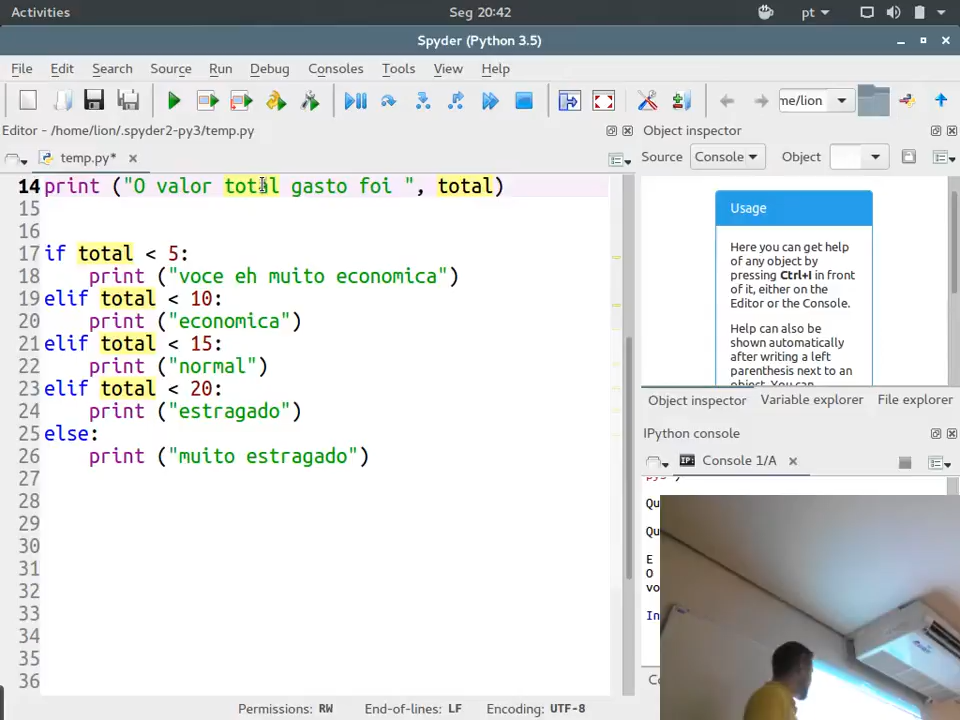 Activities
Seg 20:42
pt
Spyder (Python 3.5)
File Edit Search Source Run Debug Consoles Tools View Help
me/lion
Editor - /home/lion/.spyder2-py3/temp.py
Object inspector
temp.py*
Source Console Object
14 print ("O valor total gasto foi ", total)
15
16
17 if total < 5:
18 print ("voce eh muito economica")
19 elif total < 10:
20 print ("economica")
21 elif total < 15:
22 print ("normal")
23 elif total < 20:
24 print ("estragado")
25 else:
26 print ("muito estragado")
27
28
29
30
31
32
33
34
35
36
Usage
Here you can get help
of any object by
pressing Ctrl+I in front
of it, either on the
Editor or the Console.
Help can also be
shown automatically
after writing a left
parenthesis next to an
object. You can
Object inspector Variable explorer File explorer
IPython console
Console 1/A
Qu
Qu
E
O
vo
In
Permissions: RW End-of-lines: LF Encoding: UTF-8